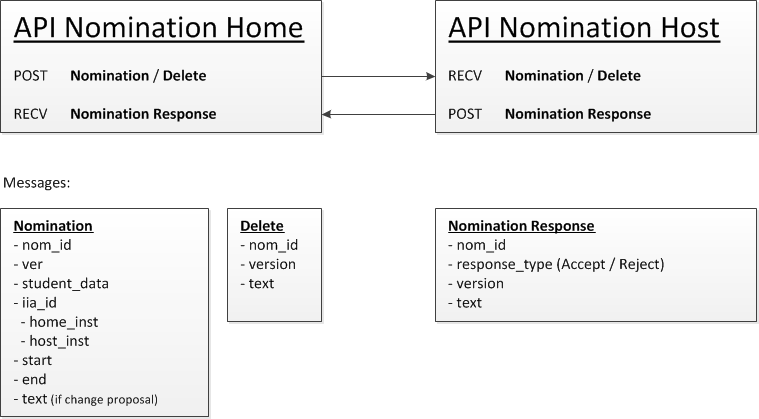 API Nomination Home
POST Nomination / Delete
RECV Nomination Response
API Nomination Host
RECV Nomination / Delete
POST Nomination Response
Messages:
Nomination
- nom_id
- ver
- student_data
- iia_id
- home_inst
- host_inst
- start
- end
- text (if change proposal)
Delete
- nom_id
- version
- text
Nomination Response
- nom_id
- response_type (Accept / Reject)
- version
- text